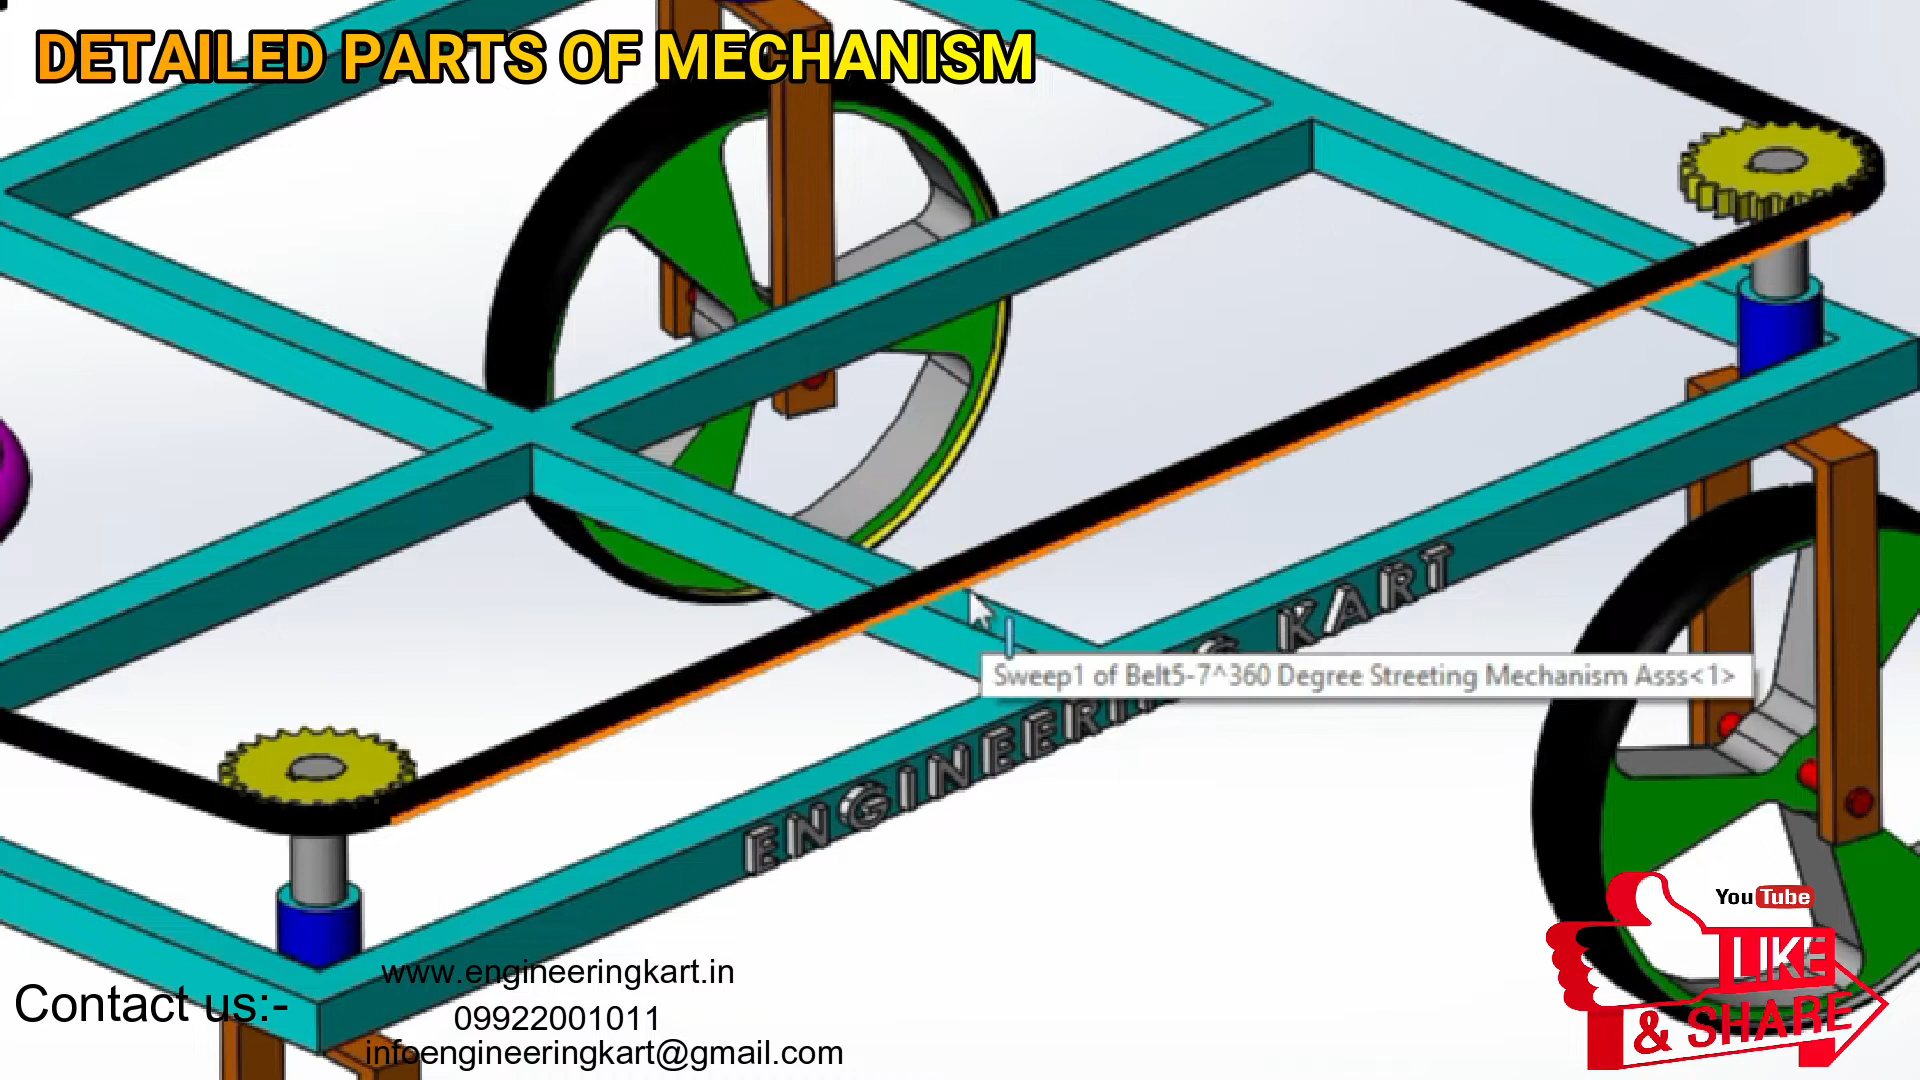 DETAILED PARTS OF MECHANISM
KART
Sweep1 of Belt5-7^360 Degree Streeting Mechanism Asss<1>
ENGINEERING
You Tube
LIKE
& SHARE
www.engineeringkart.in
Contact us:-
09922001011
infoengineeringkart@gmail.com